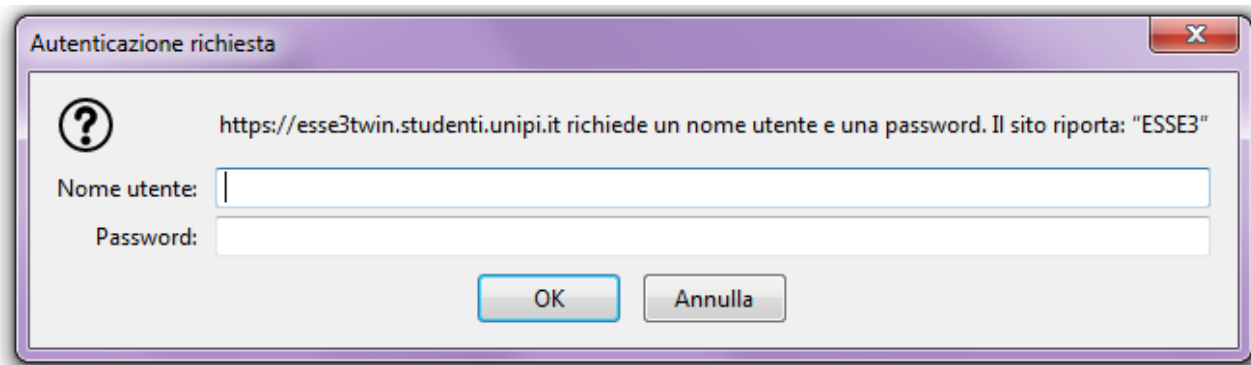 Autenticazione richiesta
https://esse3twin.studenti.unipi.it richiede un nome utente e una password. Il sito riporta: “ESSE3”
Nome utente:
Password:
OK Annulla